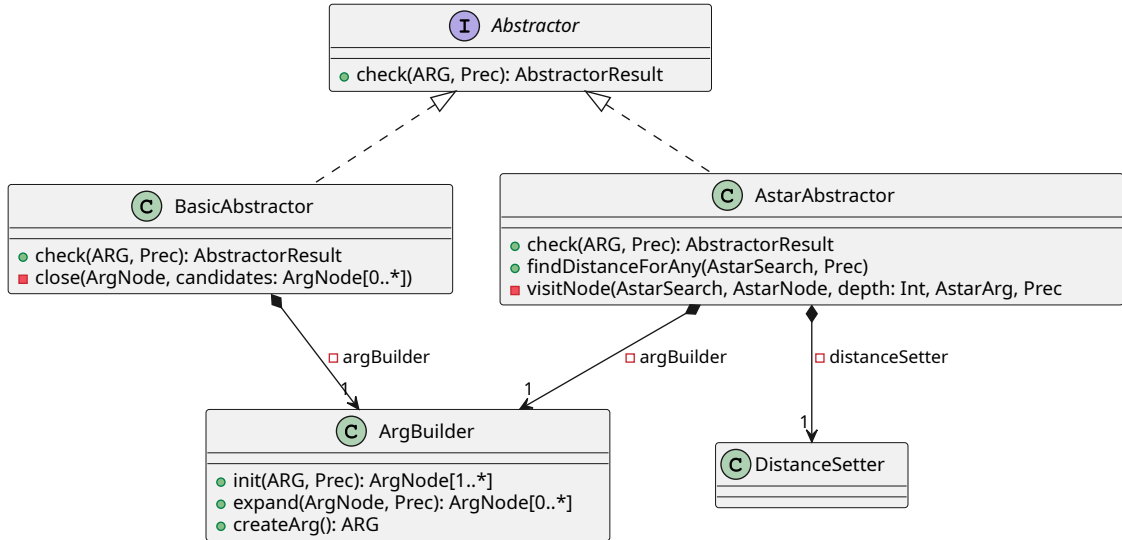 I Abstractor
check(ARG, Prec): AbstractorResult
C BasicAbstractor
check(ARG, Prec): AbstractorResult
close(ArgNode, candidates: ArgNode[0..*])
C AstarAbstractor
check(ARG, Prec): AbstractorResult
findDistanceForAny(AstarSearch, Prec)
visitNode(AstarSearch, AstarNode, depth: Int, AstarArg, Prec
argBuilder
argBuilder
distanceSetter
1
1
1
C ArgBuilder
init(ARG, Prec): ArgNode[1..*]
expand(ArgNode, Prec): ArgNode[0..*]
createArg(): ARG
C DistanceSetter